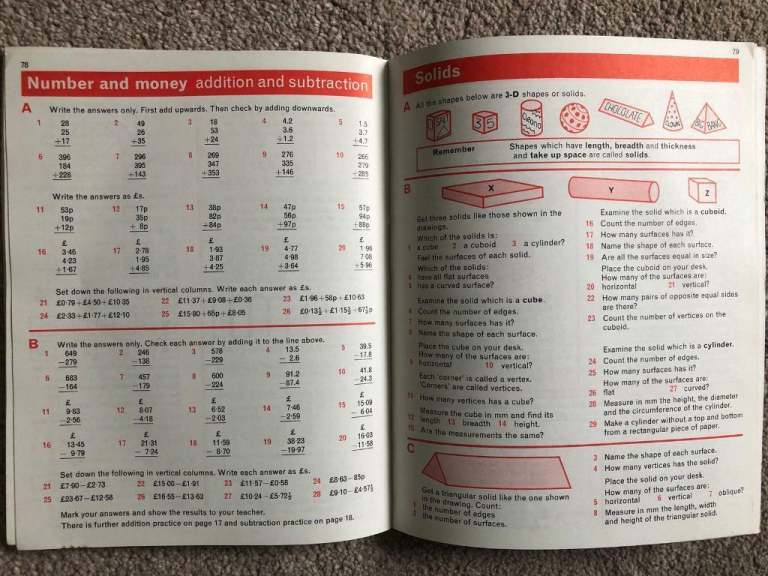 78
Number and money addition and subtraction
A Write the answers only. First add upwards. Then check by adding downwards.
1 28 2 49 3 18 4 4.2 5 1.5
25 26 53 3.6 3.7
+17 +35 +24 +1.2 +4.7
6 396 7 296 8 269 9 276 10 266
184 395 347 335 279
+228 +143 +353 +146 +285
Write the answers as £s.
11 53p 12 17p 13 38p 14 47p 15 57p
19p 35p 82p 56p 94p
+12p + 8p +84p +97p +88p
£ £ £ £ £
16 3·46 17 2·78 18 1·93 19 4·77 20 1·96
4·23 1·95 3·87 4·98 7·08
+1·67 +4·85 +4·25 +3·64 +5·96
Set down the following in vertical columns. Write each answer as £s.
21 £0·79+£4·50+£10·35 22 £11·37+£9·08+£0·36 23 £1·96+58p+£10·63
24 £2·33+£1·77+£12·10 25 £15·80+65p+£8·05 26 £0·13½+£1·15½+67½p
B Write the answers only. Check each answer by adding it to the line above.
1 649 2 246 3 578 4 13.5 5 39.5
−279 −138 −229 − 2.6 −17.8
6 683 7 457 8 600 9 91.2 10 41.8
−164 −179 −224 −87.4 −24.3
£ £ £ £ £
11 9·63 12 8·07 13 6·52 14 7·46 15 15·09
−2·56 −4·18 −2·03 −2·59 − 6·04
£ £ £ £ £
16 13·45 17 21·31 18 11·59 19 38·23 20 16·03
− 9·79 − 7·24 − 8·70 −19·97 −11·58
Set down the following in vertical columns. Write each answer as £s.
21 £7·90−£2·73 22 £15·00−£1·91 23 £11·57−£0·58 24 £8·63−85p
25 £23·67−£12·58 26 £16·55−£13·63 27 £10·24−£5·72½ 28 £9·10−£4·57½
Mark your answers and show the results to your teacher.
There is further addition practice on page 17 and subtraction practice on page 18.
79
Solids
A All the shapes below are 3-D shapes or solids.
CHOCOLATE
CLOWN
BIG BANG
Remember Shapes which have length, breadth and thickness
and take up space are called solids.
B
X
Y
Z
Get three solids like those shown in the
drawings.
Which of the solids is:
1 a cube 2 a cuboid 3 a cylinder?
Feel the surfaces of each solid.
Which of the solids:
4 have all flat surfaces
5 has a curved surface?
Examine the solid which is a cube.
6 Count the number of edges.
7 How many surfaces has it?
8 Name the shape of each surface.
Place the cube on your desk.
How many of the surfaces are:
9 horizontal 10 vertical?
Each 'corner' is called a vertex.
'Corners' are called vertices.
11 How many vertices has a cube?
Measure the cube in mm and find its
12 length 13 breadth 14 height.
15 Are the measurements the same?
Examine the solid which is a cuboid.
16 Count the number of edges.
17 How many surfaces has it?
18 Name the shape of each surface.
19 Are all the surfaces equal in size?
Place the cuboid on your desk.
How many of the surfaces are:
20 horizontal 21 vertical?
22 How many pairs of opposite equal sides
are there?
23 Count the number of vertices on the
cuboid.
Examine the solid which is a cylinder.
24 Count the number of edges.
25 How many surfaces has it?
How many of the surfaces are:
26 flat 27 curved?
28 Measure in mm the height, the diameter
and the circumference of the cylinder.
29 Make a cylinder without a top and bottom
from a rectangular piece of paper.
C
Get a triangular solid like the one shown
in the drawing. Count:
1 the number of edges
2 the number of surfaces.
3 Name the shape of each surface.
4 How many vertices has the solid?
Place the solid on your desk.
How many of the surfaces are:
5 horizontal 6 vertical 7 oblique?
8 Measure in mm the length, width
and height of the triangular solid.